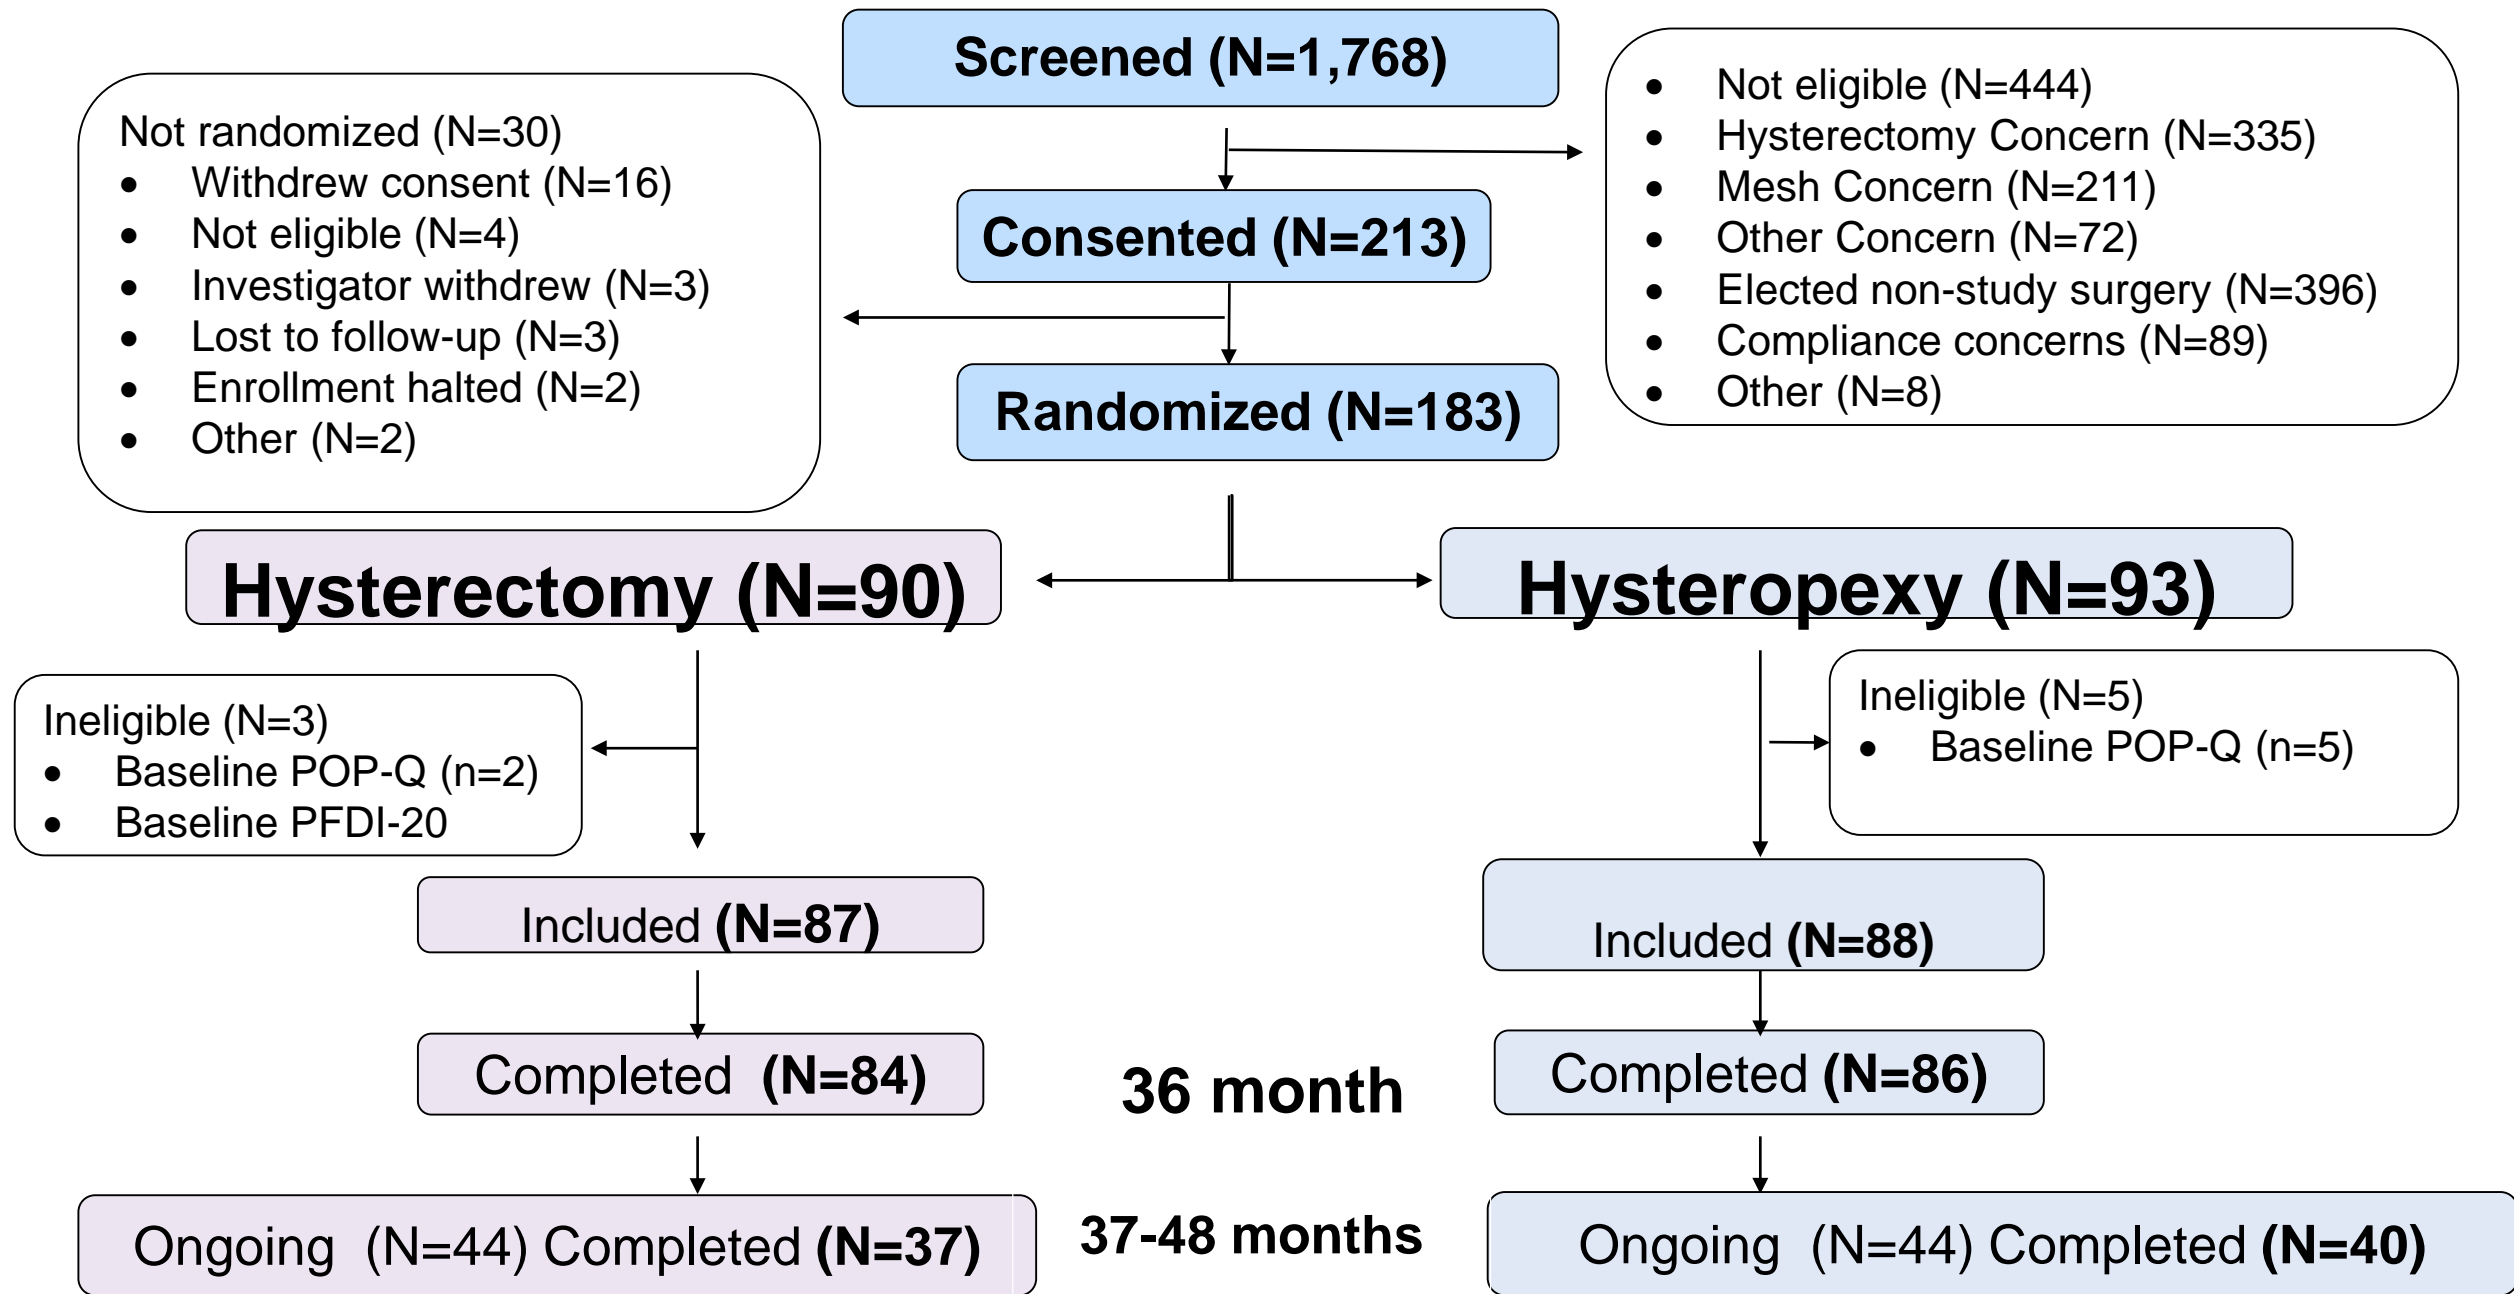 Screened (N=1,768)
• Not eligible (N=444)
• Hysterectomy Concern (N=335)
• Mesh Concern (N=211)
• Other Concern (N=72)
• Elected non-study surgery (N=396)
• Compliance concerns (N=89)
• Other (N=8)
Consented (N=213)
Not randomized (N=30)
• Withdrew consent (N=16)
• Not eligible (N=4)
• Investigator withdrew (N=3)
• Lost to follow-up (N=3)
• Enrollment halted (N=2)
• Other (N=2)
Randomized (N=183)
Hysterectomy (N=90)
Hysteropexy (N=93)
Ineligible (N=3)
• Baseline POP-Q (n=2)
• Baseline PFDI-20
Ineligible (N=5)
• Baseline POP-Q (n=5)
Included (N=87)
Included (N=88)
Completed (N=84)
36 month
Completed (N=86)
Ongoing (N=44) Completed (N=37)
37-48 months
Ongoing (N=44) Completed (N=40)